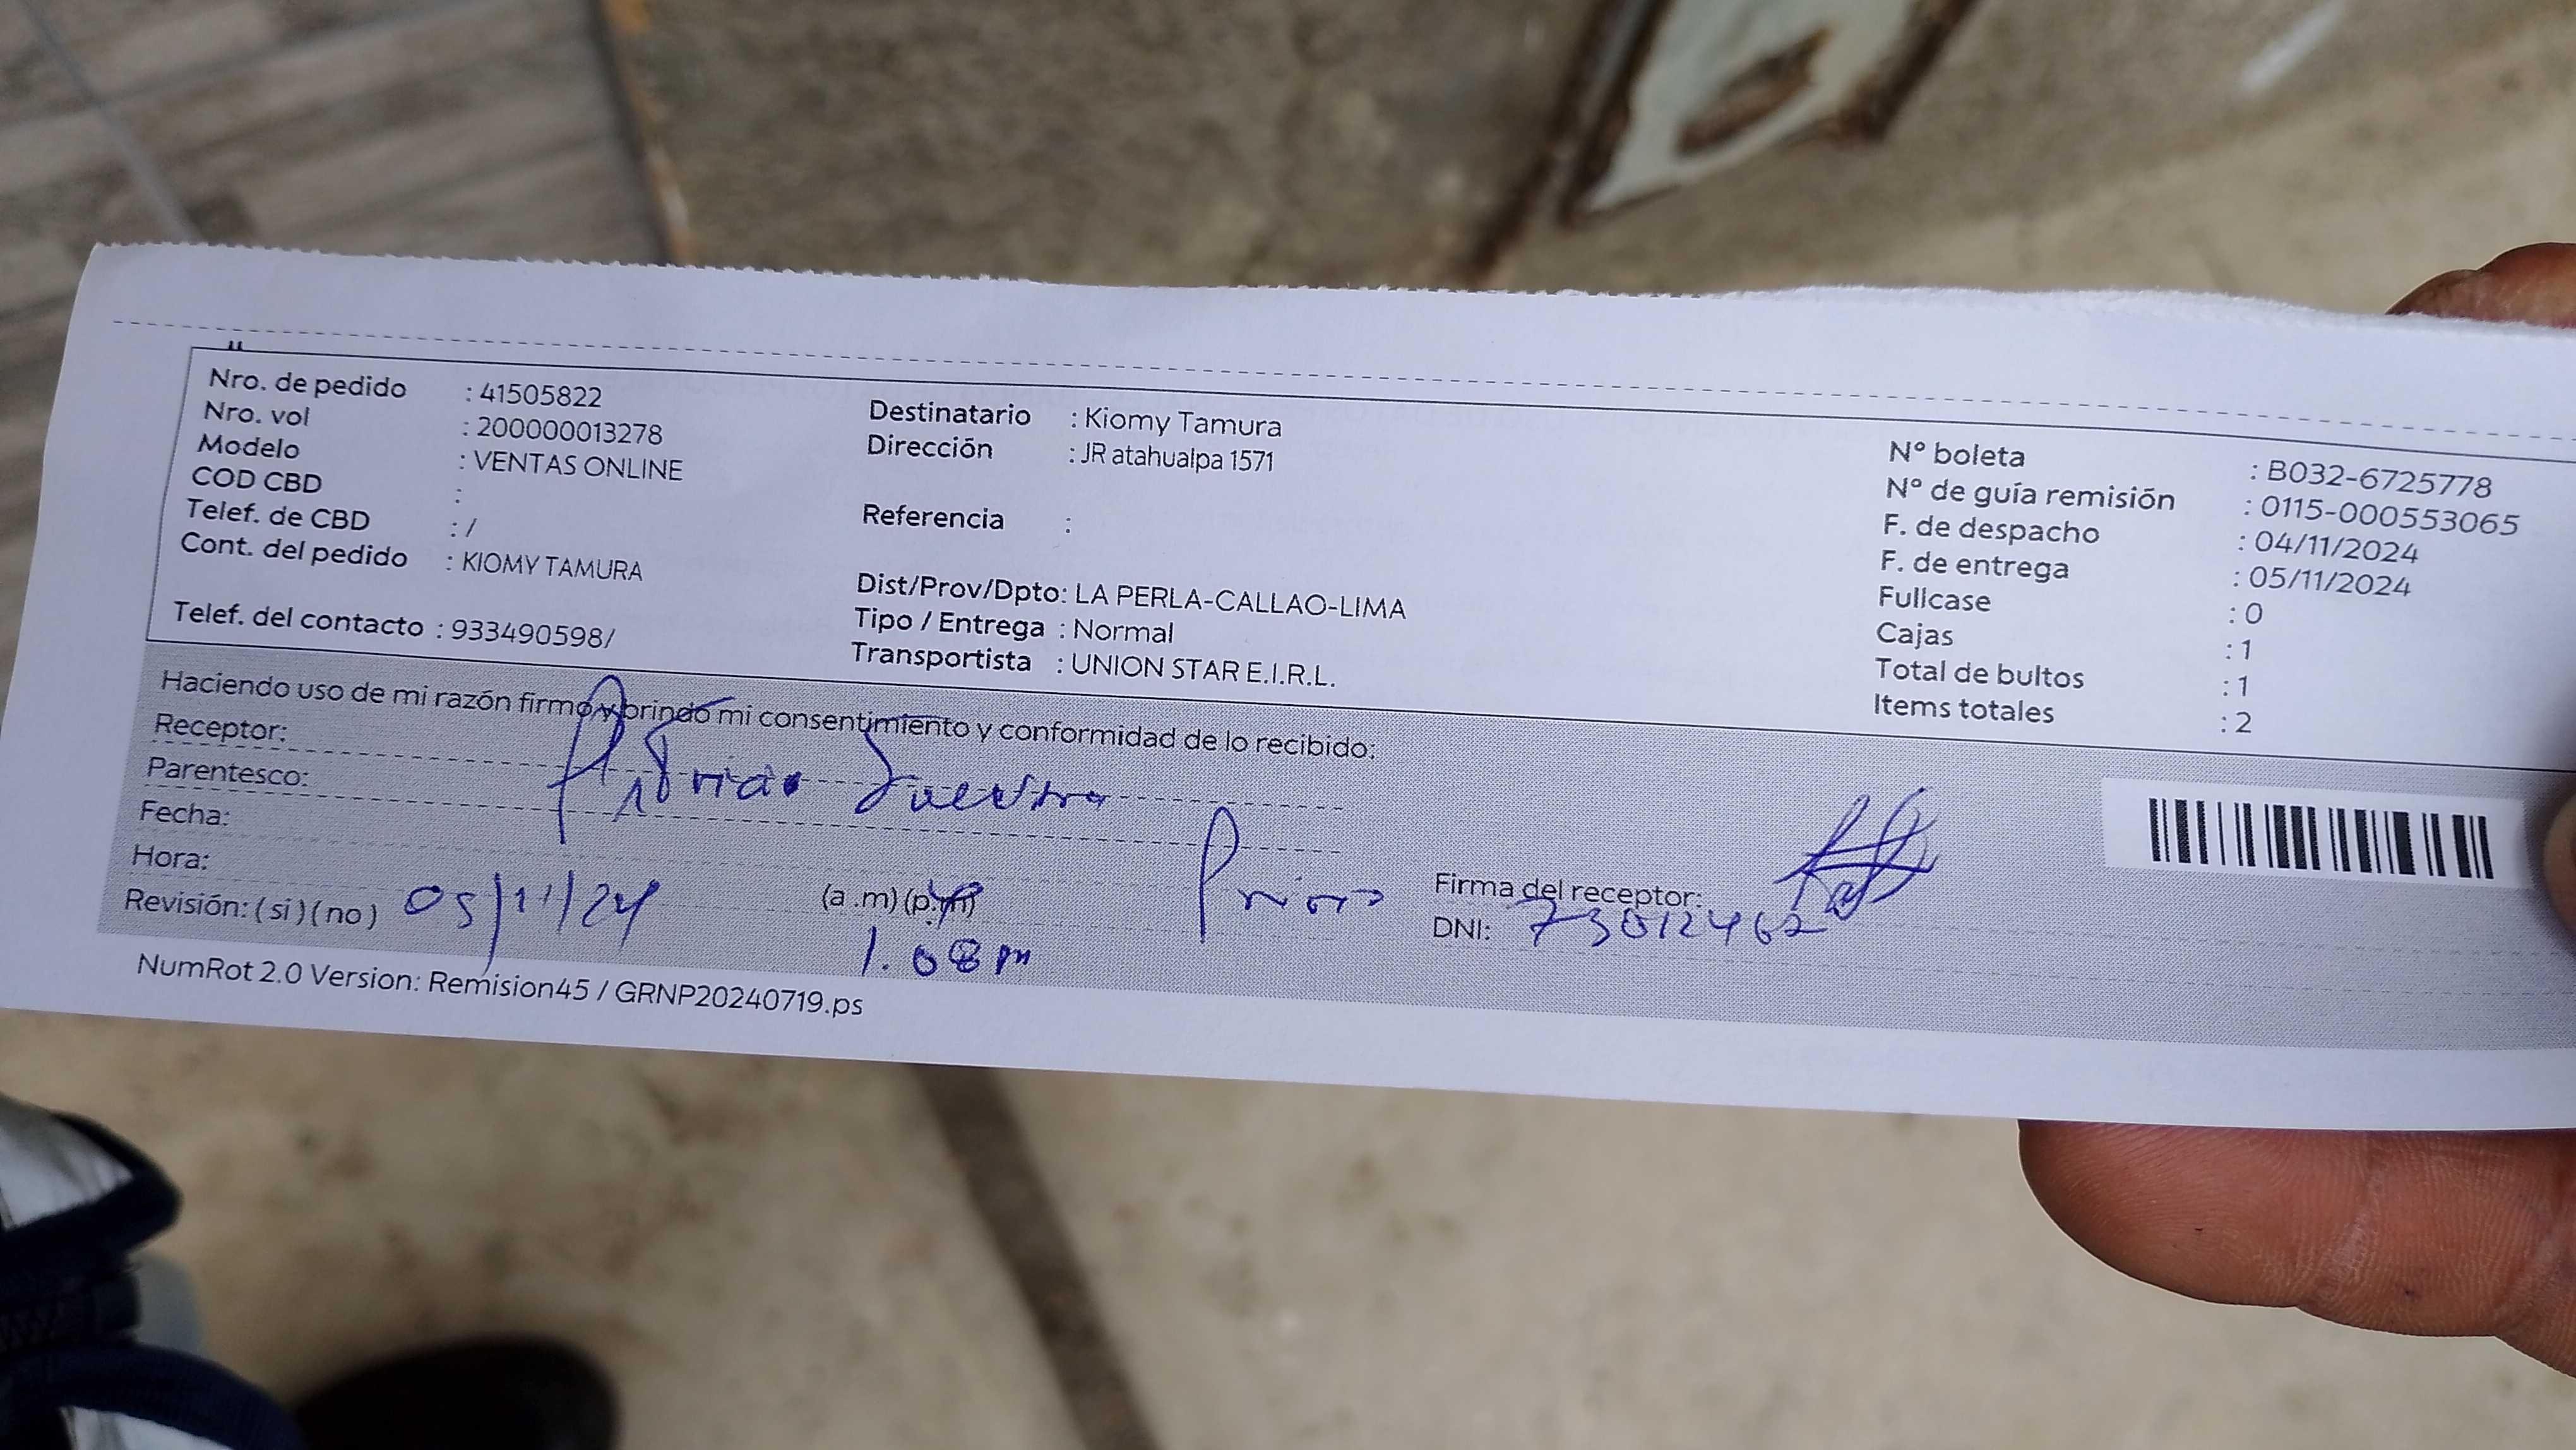 Nro. de pedido : 41505822
Nro. vol : 200000013278
Modelo : VENTAS ONLINE
COD CBD :
Telef. de CBD : /
Cont. del pedido : KIOMY TAMURA
Telef. del contacto : 933490598/
Destinatario : Kiomy Tamura
Dirección : JR atahualpa 1571
Referencia :
Dist/Prov/Dpto: LA PERLA-CALLAO-LIMA
Tipo / Entrega : Normal
Transportista : UNION STAR E.I.R.L.
N° boleta : B032-6725778
N° de guía remisión : 0115-000553065
F. de despacho : 04/11/2024
F. de entrega : 05/11/2024
Fullcase : 0
Cajas : 1
Total de bultos : 1
Items totales : 2
Haciendo uso de mi razón firmo y brindo mi consentimiento y conformidad de lo recibido:
Receptor:
Parentesco: Primo
Fecha: 05/11/24
Hora: (a .m) (p.m) 1.08 pm
Revisión: ( si ) ( no )
Firma del receptor:
DNI: 73012462
NumRot 2.0 Version: Remision45 / GRNP20240719.ps